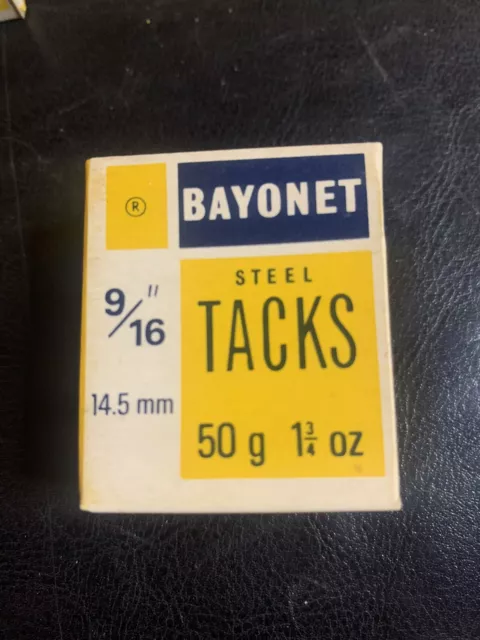 ®
BAYONET
9/16"
14.5 mm
STEEL
TACKS
50 g 1¾ oz